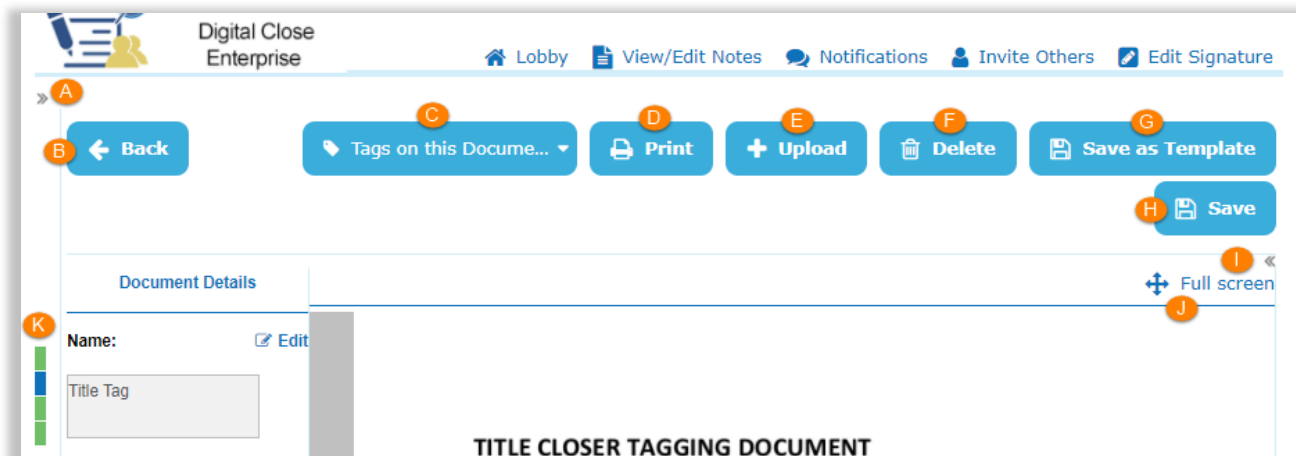 Digital Close
Enterprise
Lobby View/Edit Notes Notifications Invite Others Edit Signature
» A
C D E F G
B Back Tags on this Docume... Print Upload Delete Save as Template
H Save
I «
Document Details Full screen
J
K
Name: Edit
Title Tag
TITLE CLOSER TAGGING DOCUMENT